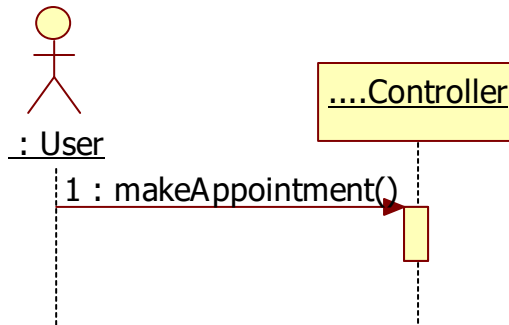 ....Controller
: User
1 : makeAppointment()